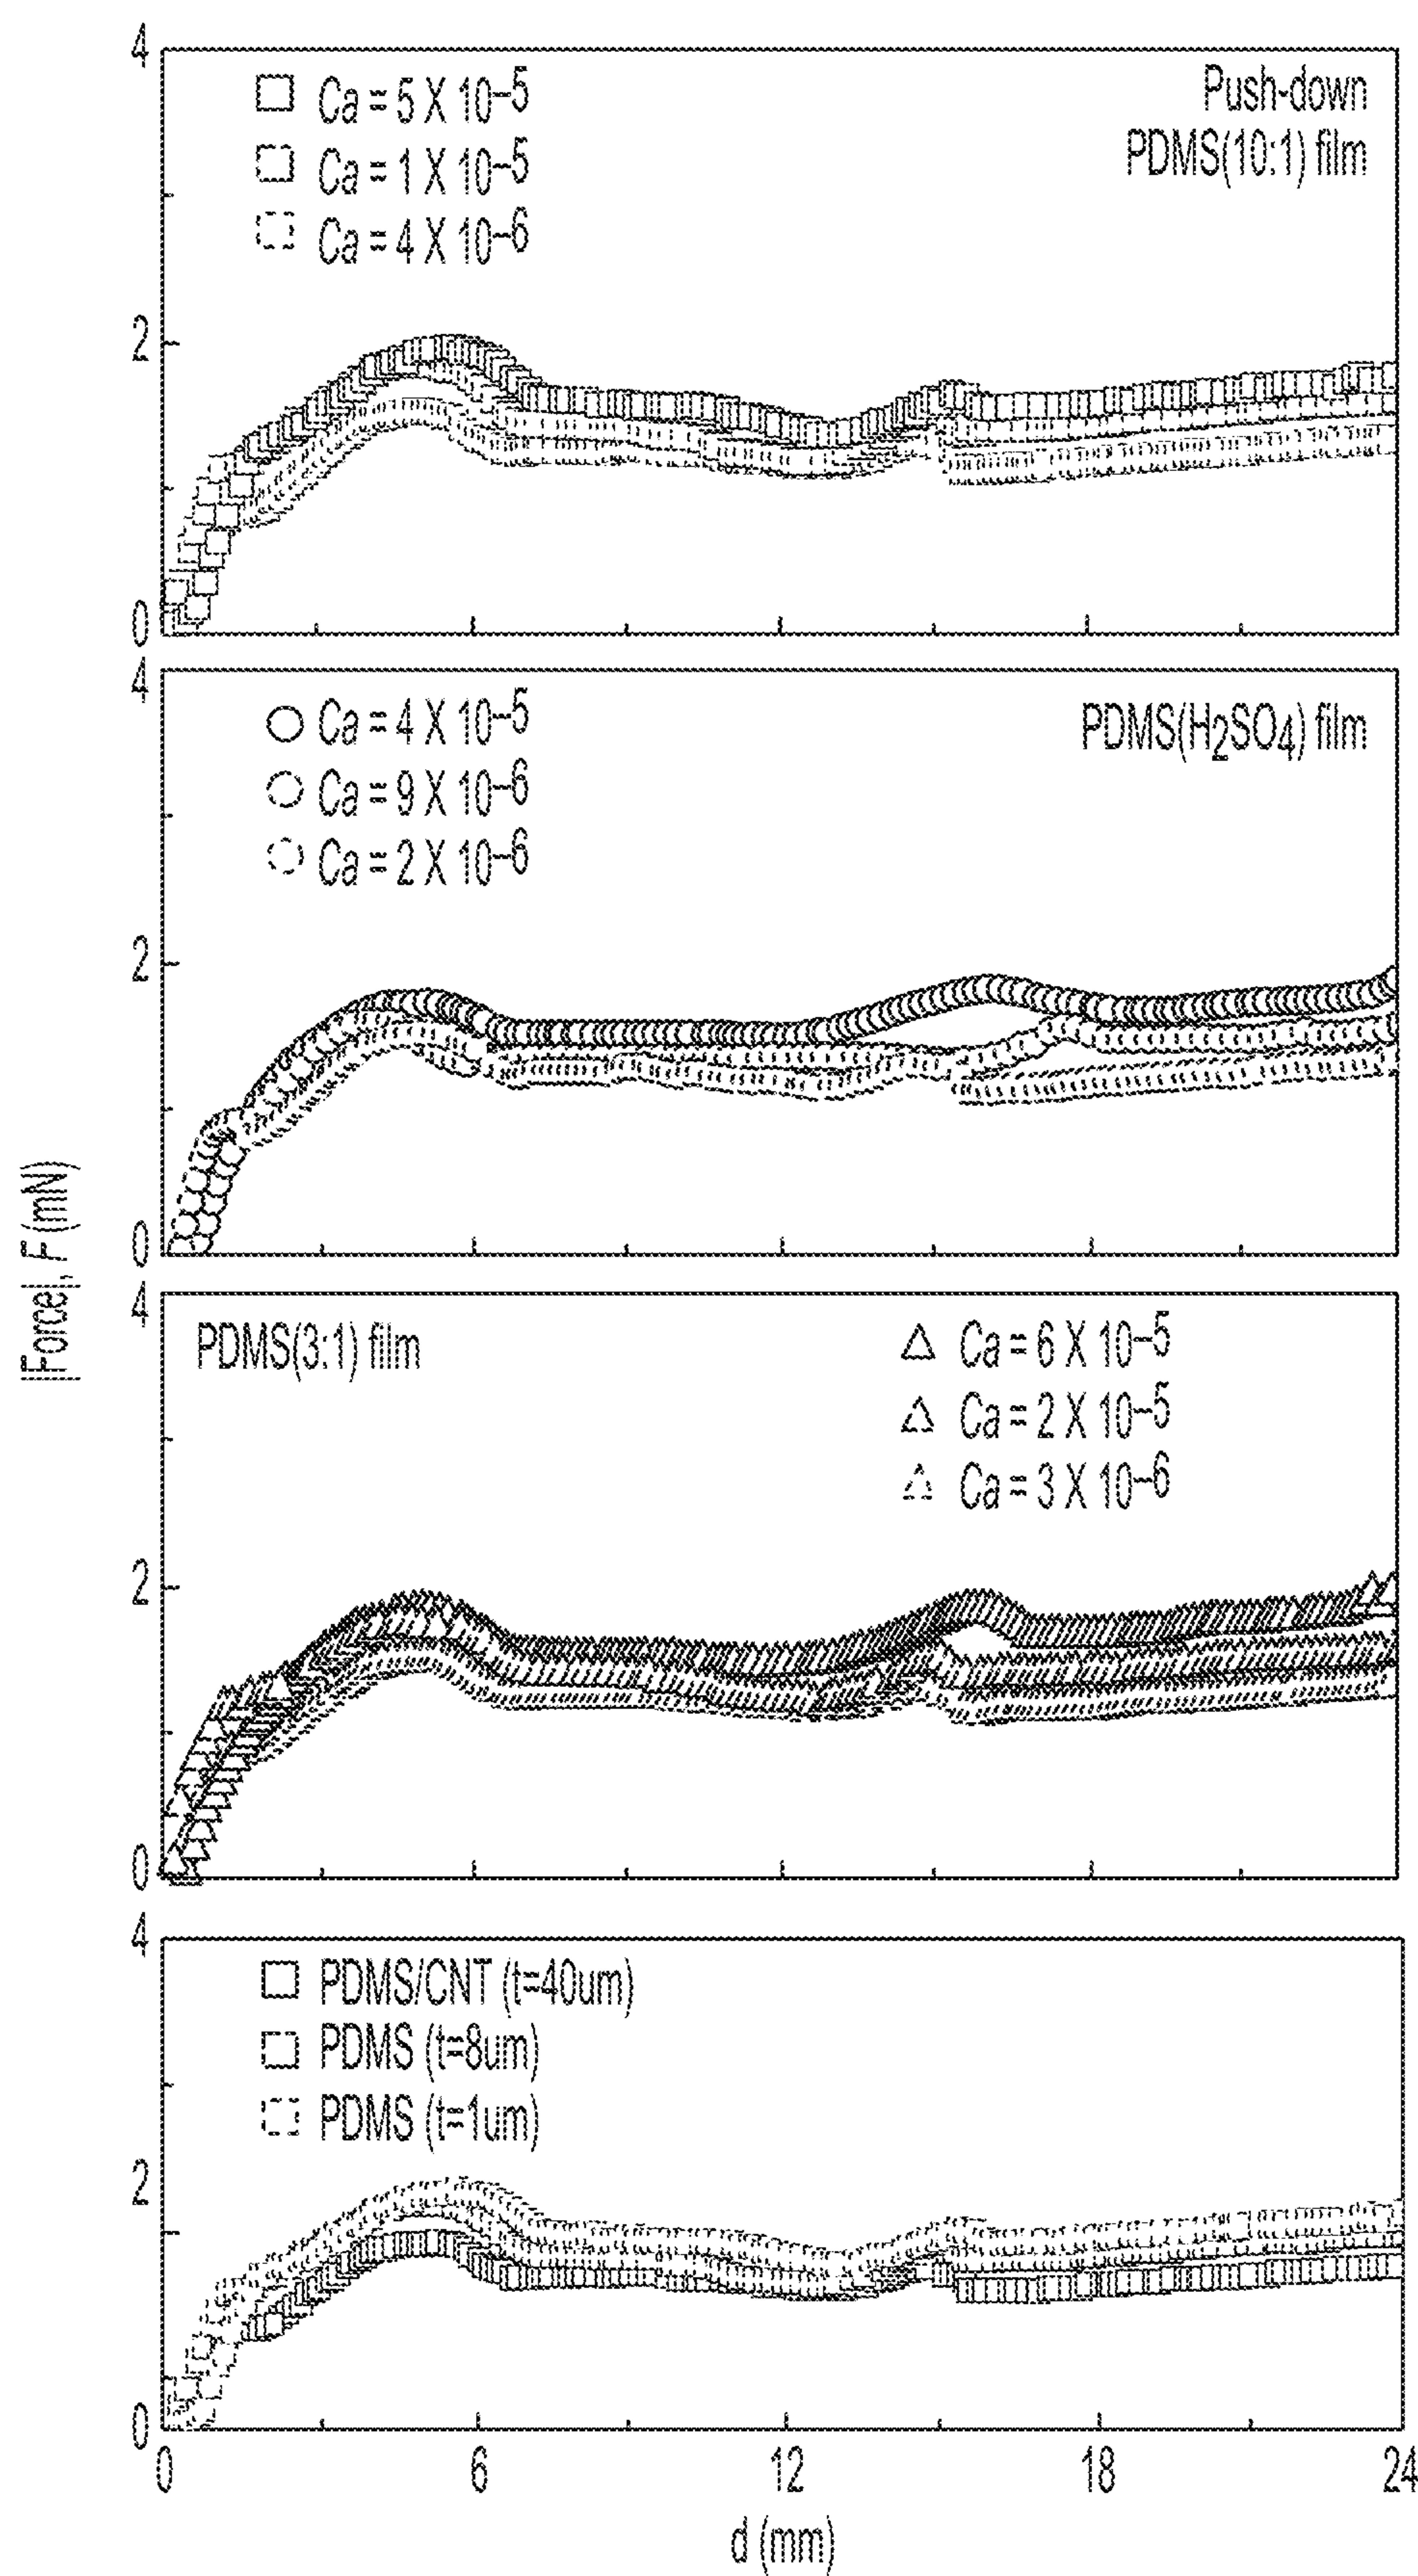 |Force|, F (mN)
4
2
0
Ca = 5 X 10–5
Ca = 1 X 10–5
Ca = 4 X 10–6
Push-down
PDMS(10:1) film
4
2
0
Ca = 4 X 10–5
Ca = 9 X 10–6
Ca = 2 X 10–6
PDMS(H2SO4) film
4
2
0
PDMS(3:1) film
Ca = 6 X 10–5
Ca = 2 X 10–5
Ca = 3 X 10–6
4
2
0
PDMS/CNT (t=40um)
PDMS (t=8um)
PDMS (t=1um)
0 6 12 18 24
d (mm)